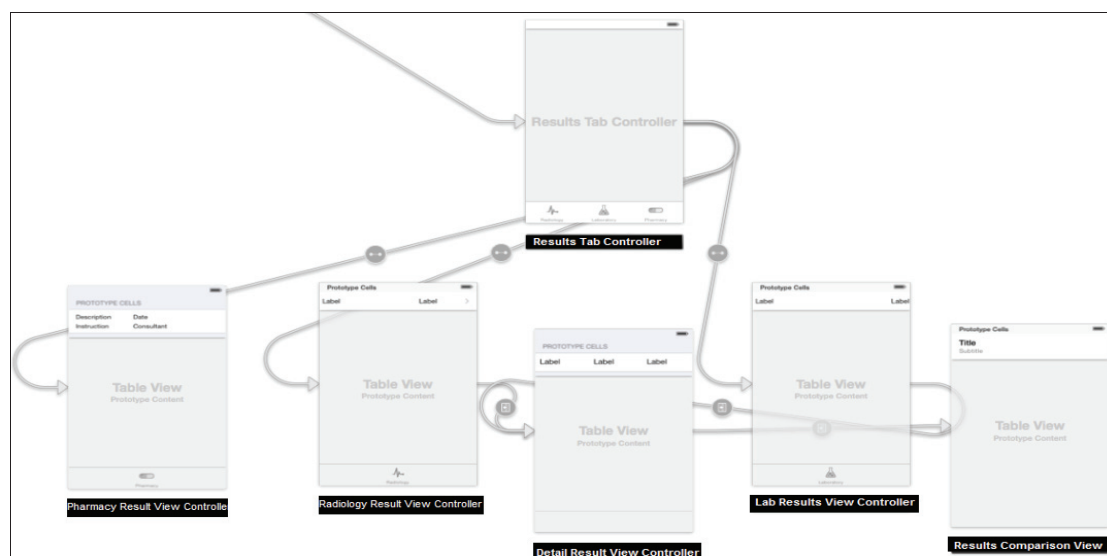 Results Tab Controller
Radiology
Laboratory
Pharmacy
Results Tab Controller
PROTOTYPE CELLS
Description Date
Instruction Consultant
Table View
Prototype Content
Pharmacy
Pharmacy Result View Controlle
Prototype Cells
Label Label
Table View
Prototype Content
Radiology
Radiology Result View Controller
PROTOTYPE CELLS
Label Label Label
Table View
Prototype Content
Detail Result View Controller
Prototype Cells
Label Label
Table View
Prototype Content
Laboratory
Lab Results View Controller
Prototype Cells
Title
Subtitle
Table View
Prototype Content
Results Comparison View